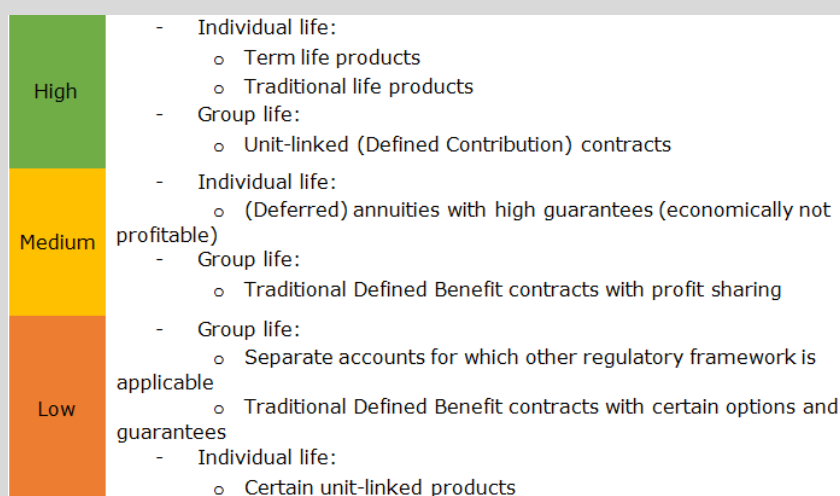 High
- Individual life:
o Term life products
o Traditional life products
- Group life:
o Unit-linked (Defined Contribution) contracts
Medium
- Individual life:
o (Deferred) annuities with high guarantees (economically not
profitable)
- Group life:
o Traditional Defined Benefit contracts with profit sharing
Low
- Group life:
o Separate accounts for which other regulatory framework is
applicable
o Traditional Defined Benefit contracts with certain options and
guarantees
- Individual life:
o Certain unit-linked products